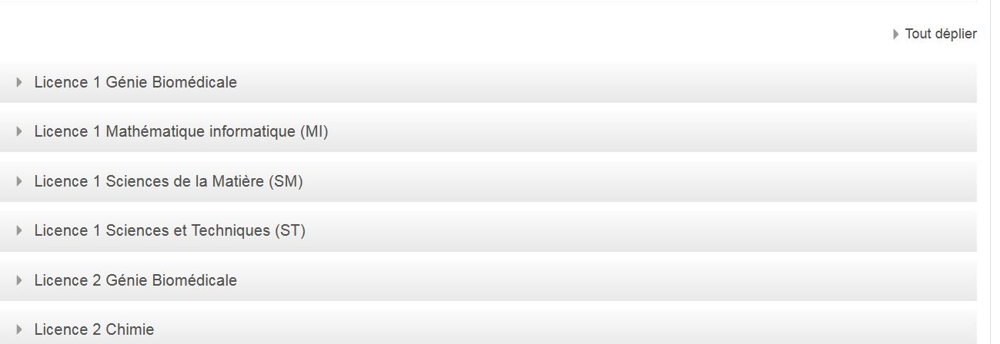 Tout déplier
Licence 1 Génie Biomédicale
Licence 1 Mathématique informatique (MI)
Licence 1 Sciences de la Matière (SM)
Licence 1 Sciences et Techniques (ST)
Licence 2 Génie Biomédicale
Licence 2 Chimie